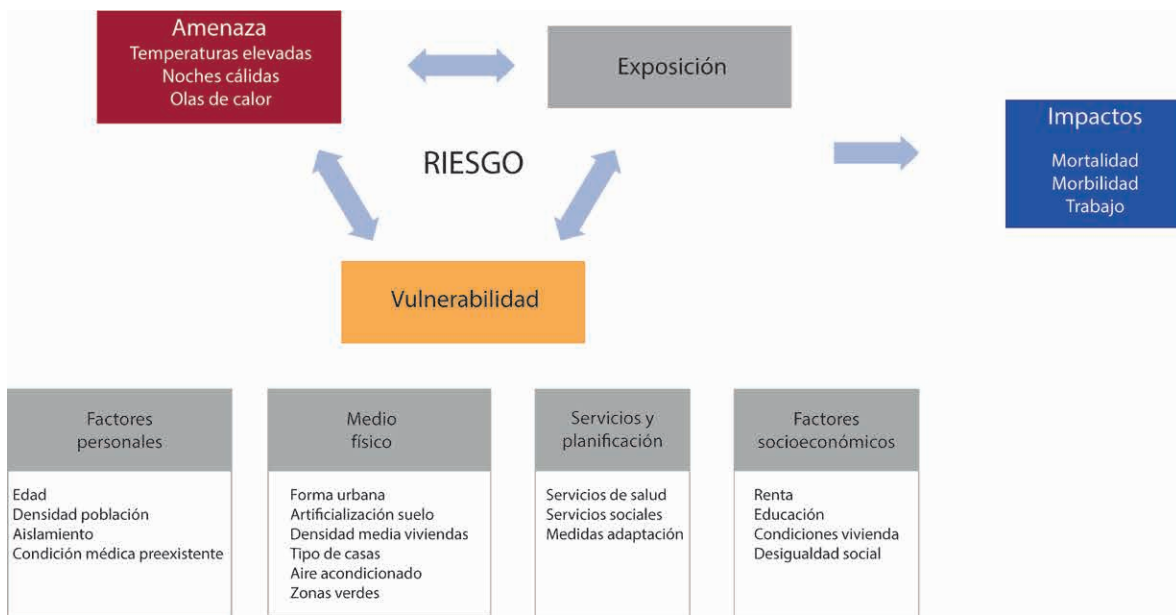 Amenaza
Temperaturas elevadas
Noches cálidas
Olas de calor
Exposición
RIESGO
Impactos
Mortalidad
Morbilidad
Trabajo
Vulnerabilidad
Factores
personales
Edad
Densidad población
Aislamiento
Condición médica preexistente
Medio
físico
Forma urbana
Artificialización suelo
Densidad media viviendas
Tipo de casas
Aire acondicionado
Zonas verdes
Servicios y
planificación
Servicios de salud
Servicios sociales
Medidas adaptación
Factores
socioeconómicos
Renta
Educación
Condiciones vivienda
Desigualdad social